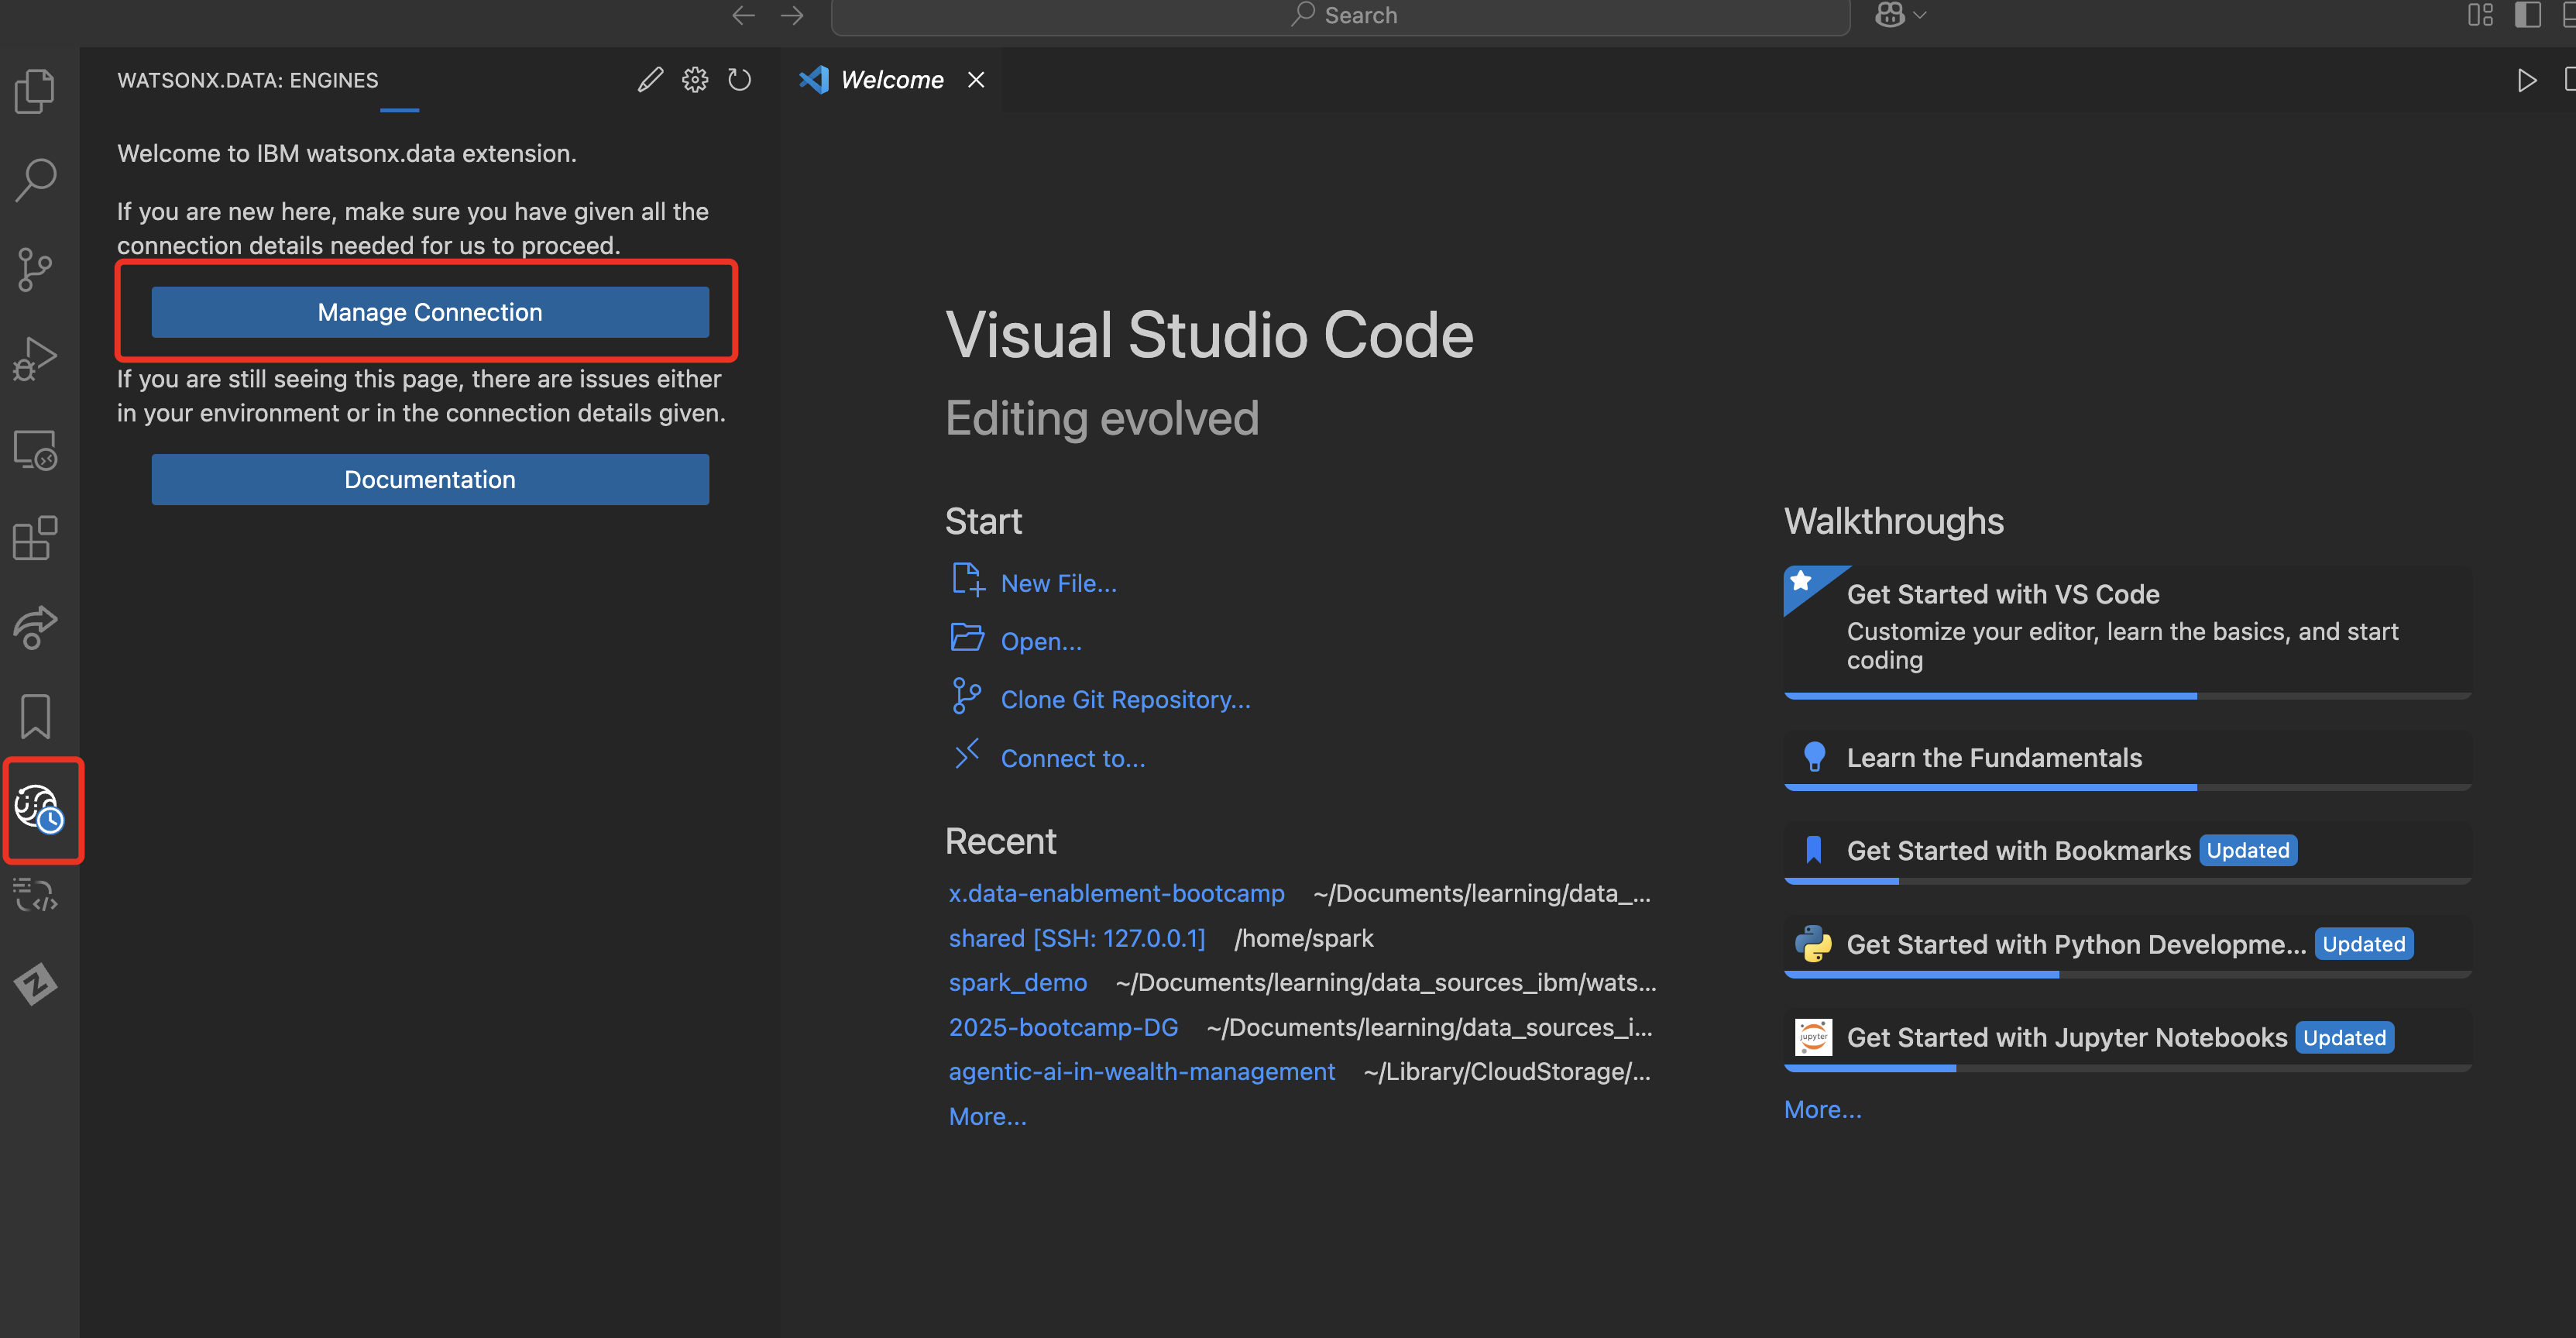 Search
WATSONX.DATA: ENGINES
Welcome to IBM watsonx.data extension.
If you are new here, make sure you have given all the
connection details needed for us to proceed.
Manage Connection
If you are still seeing this page, there are issues either
in your environment or in the connection details given.
Documentation
Welcome
Visual Studio Code
Editing evolved
Start
New File...
Open...
Clone Git Repository...
Connect to...
Recent
x.data-enablement-bootcamp ~/Documents/learning/data_...
shared [SSH: 127.0.0.1] /home/spark
spark_demo ~/Documents/learning/data_sources_ibm/wats...
2025-bootcamp-DG ~/Documents/learning/data_sources_i...
agentic-ai-in-wealth-management ~/Library/CloudStorage/...
More...
Walkthroughs
Get Started with VS Code
Customize your editor, learn the basics, and start
coding
Learn the Fundamentals
Get Started with Bookmarks Updated
Get Started with Python Developme... Updated
jupyter
Get Started with Jupyter Notebooks Updated
More...